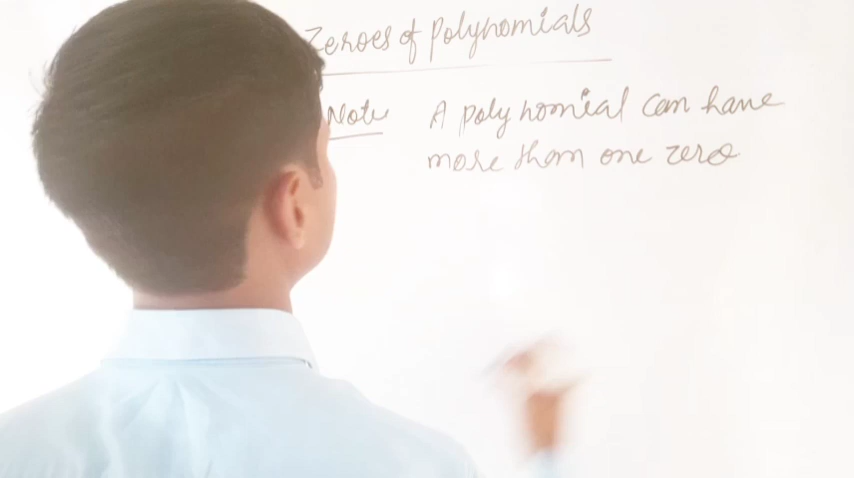 Zeroes of Polynomials
Note A polynomial can have
more than one zero